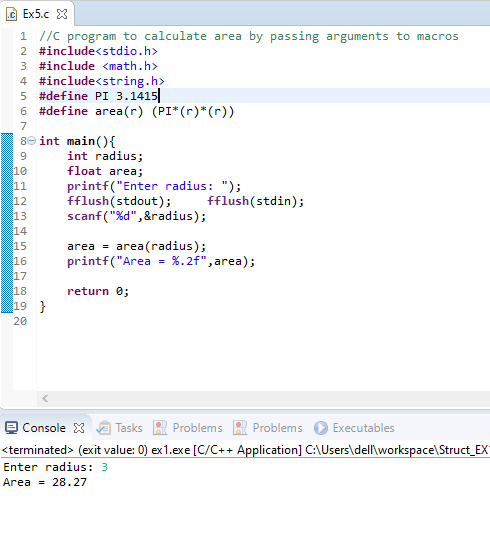 Ex5.c
1 //C program to calculate area by passing arguments to macros
2 #include<stdio.h>
3 #include <math.h>
4 #include<string.h>
5 #define PI 3.1415
6 #define area(r) (PI*(r)*(r))
7
8 int main(){
9     int radius;
10     float area;
11     printf("Enter radius: ");
12     fflush(stdout);     fflush(stdin);
13     scanf("%d",&radius);
14
15     area = area(radius);
16     printf("Area = %.2f",area);
17
18     return 0;
19 }
20
Console Tasks Problems Problems Executables
<terminated> (exit value: 0) ex1.exe [C/C++ Application] C:\Users\dell\workspace\Struct_EX
Enter radius: 3
Area = 28.27